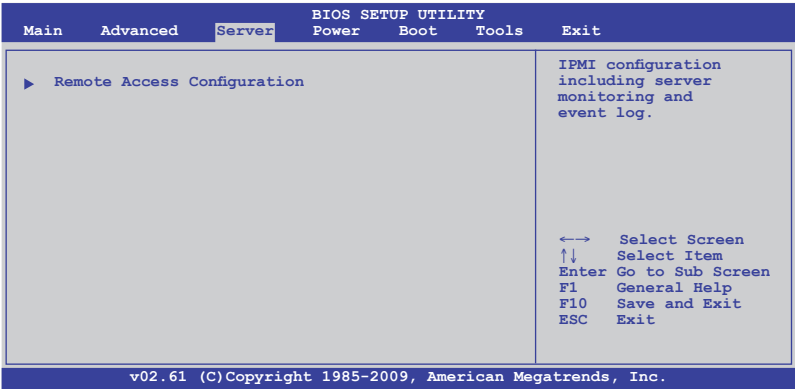 BIOS SETUP UTILITY
Main Advanced Server Power Boot Tools Exit
▶ Remote Access Configuration
IPMI configuration
including server
monitoring and
event log.
←→ Select Screen
↑↓ Select Item
Enter Go to Sub Screen
F1 General Help
F10 Save and Exit
ESC Exit
v02.61 (C)Copyright 1985-2009, American Megatrends, Inc.